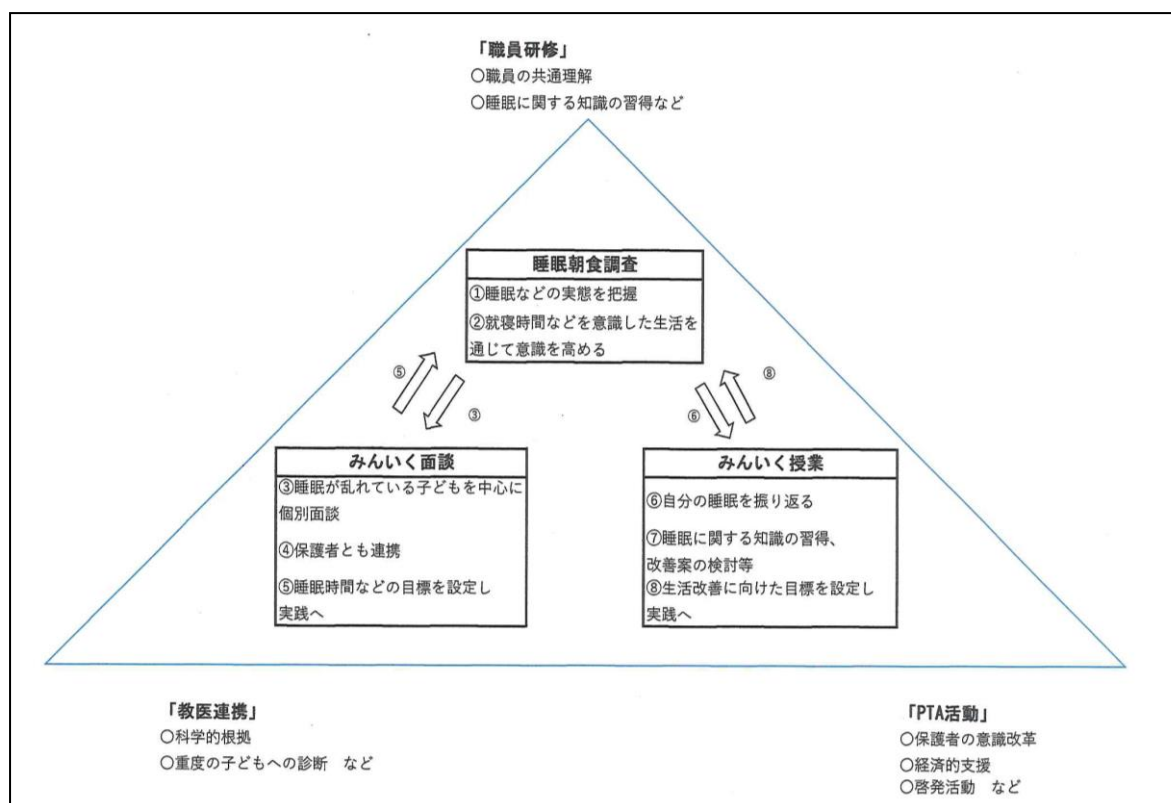 「職員研修」
〇職員の共通理解
〇睡眠に関する知識の習得など
睡眠朝食調査
①睡眠などの実態を把握
②就寝時間などを意識した生活を
通じて意識を高める
⑤
③
⑥
⑧
みんいく面談
③睡眠が乱れている子どもを中心に
個別面談
④保護者とも連携
⑤睡眠時間などの目標を設定し
実践へ
みんいく授業
⑥自分の睡眠を振り返る
⑦睡眠に関する知識の習得、
改善案の検討等
⑧生活改善に向けた目標を設定し
実践へ
「教医連携」
〇科学的根拠
〇重度の子どもへの診断　など
「PTA活動」
〇保護者の意識改革
〇経済的支援
〇啓発活動　など